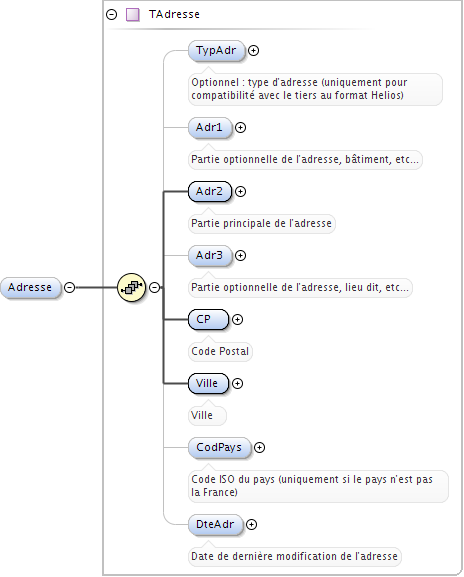 TAdresse
TypAdr
Optionnel : type d'adresse (uniquement pour
compatibilité avec le tiers au format Helios)
Adr1
Partie optionnelle de l'adresse, bâtiment, etc...
Adr2
Partie principale de l'adresse
Adr3
Partie optionnelle de l'adresse, lieu dit, etc...
Adresse
CP
Code Postal
Ville
Ville
CodPays
Code ISO du pays (uniquement si le pays n'est pas
la France)
DteAdr
Date de dernière modification de l'adresse